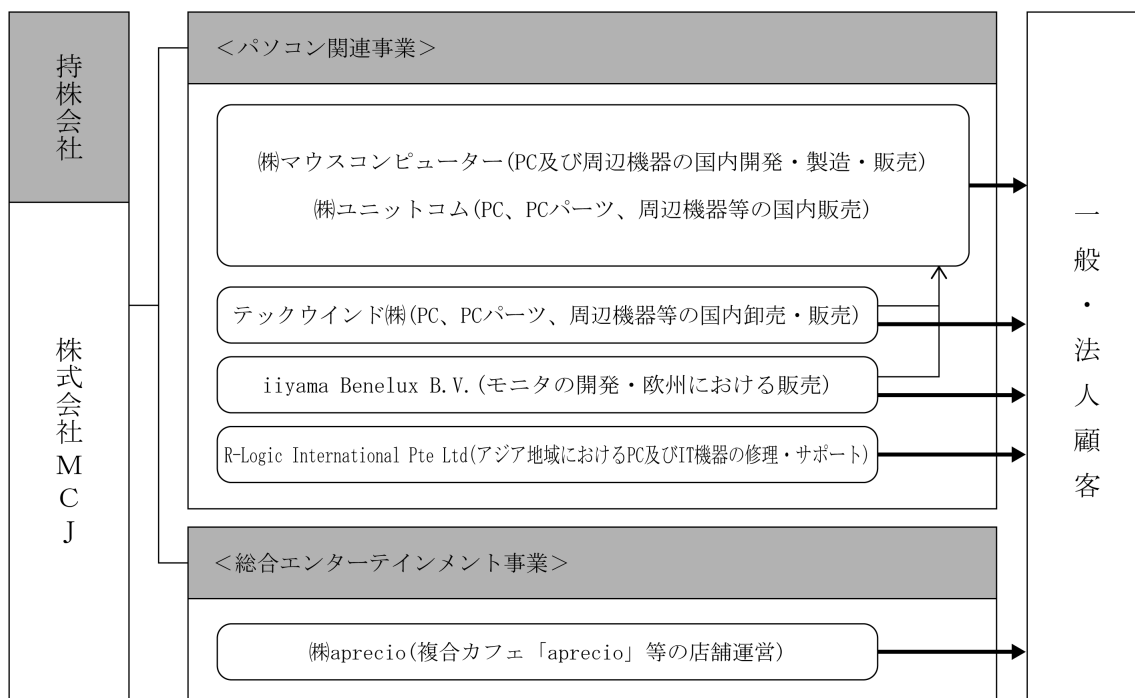 持株会社
株式会社MCJ
＜パソコン関連事業＞
㈱マウスコンピューター(PC及び周辺機器の国内開発・製造・販売)
㈱ユニットコム(PC、PCパーツ、周辺機器等の国内販売)
テックウインド㈱(PC、PCパーツ、周辺機器等の国内卸売・販売)
iiyama Benelux B.V.(モニタの開発・欧州における販売)
R-Logic International Pte Ltd(アジア地域におけるPC及びIT機器の修理・サポート)
＜総合エンターテインメント事業＞
㈱aprecio(複合カフェ「aprecio」等の店舗運営)
一般・法人顧客